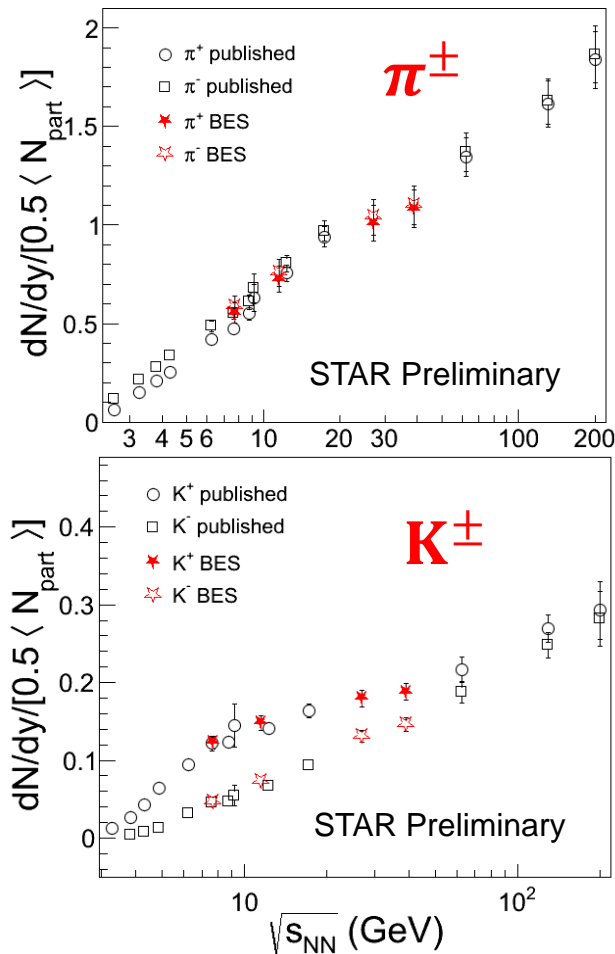 π⁺ published
π⁻ published
π⁺ BES
π⁻ BES
π±
dN/dy/[0.5 ⟨ N_part ⟩]
2
1.5
1
0.5
0
STAR Preliminary
3 4 5 6 10 20 30 100 200
K⁺ published
K⁻ published
K⁺ BES
K⁻ BES
K±
dN/dy/[0.5 ⟨ N_part ⟩]
0.4
0.3
0.2
0.1
0
STAR Preliminary
10 10²
√s_NN (GeV)